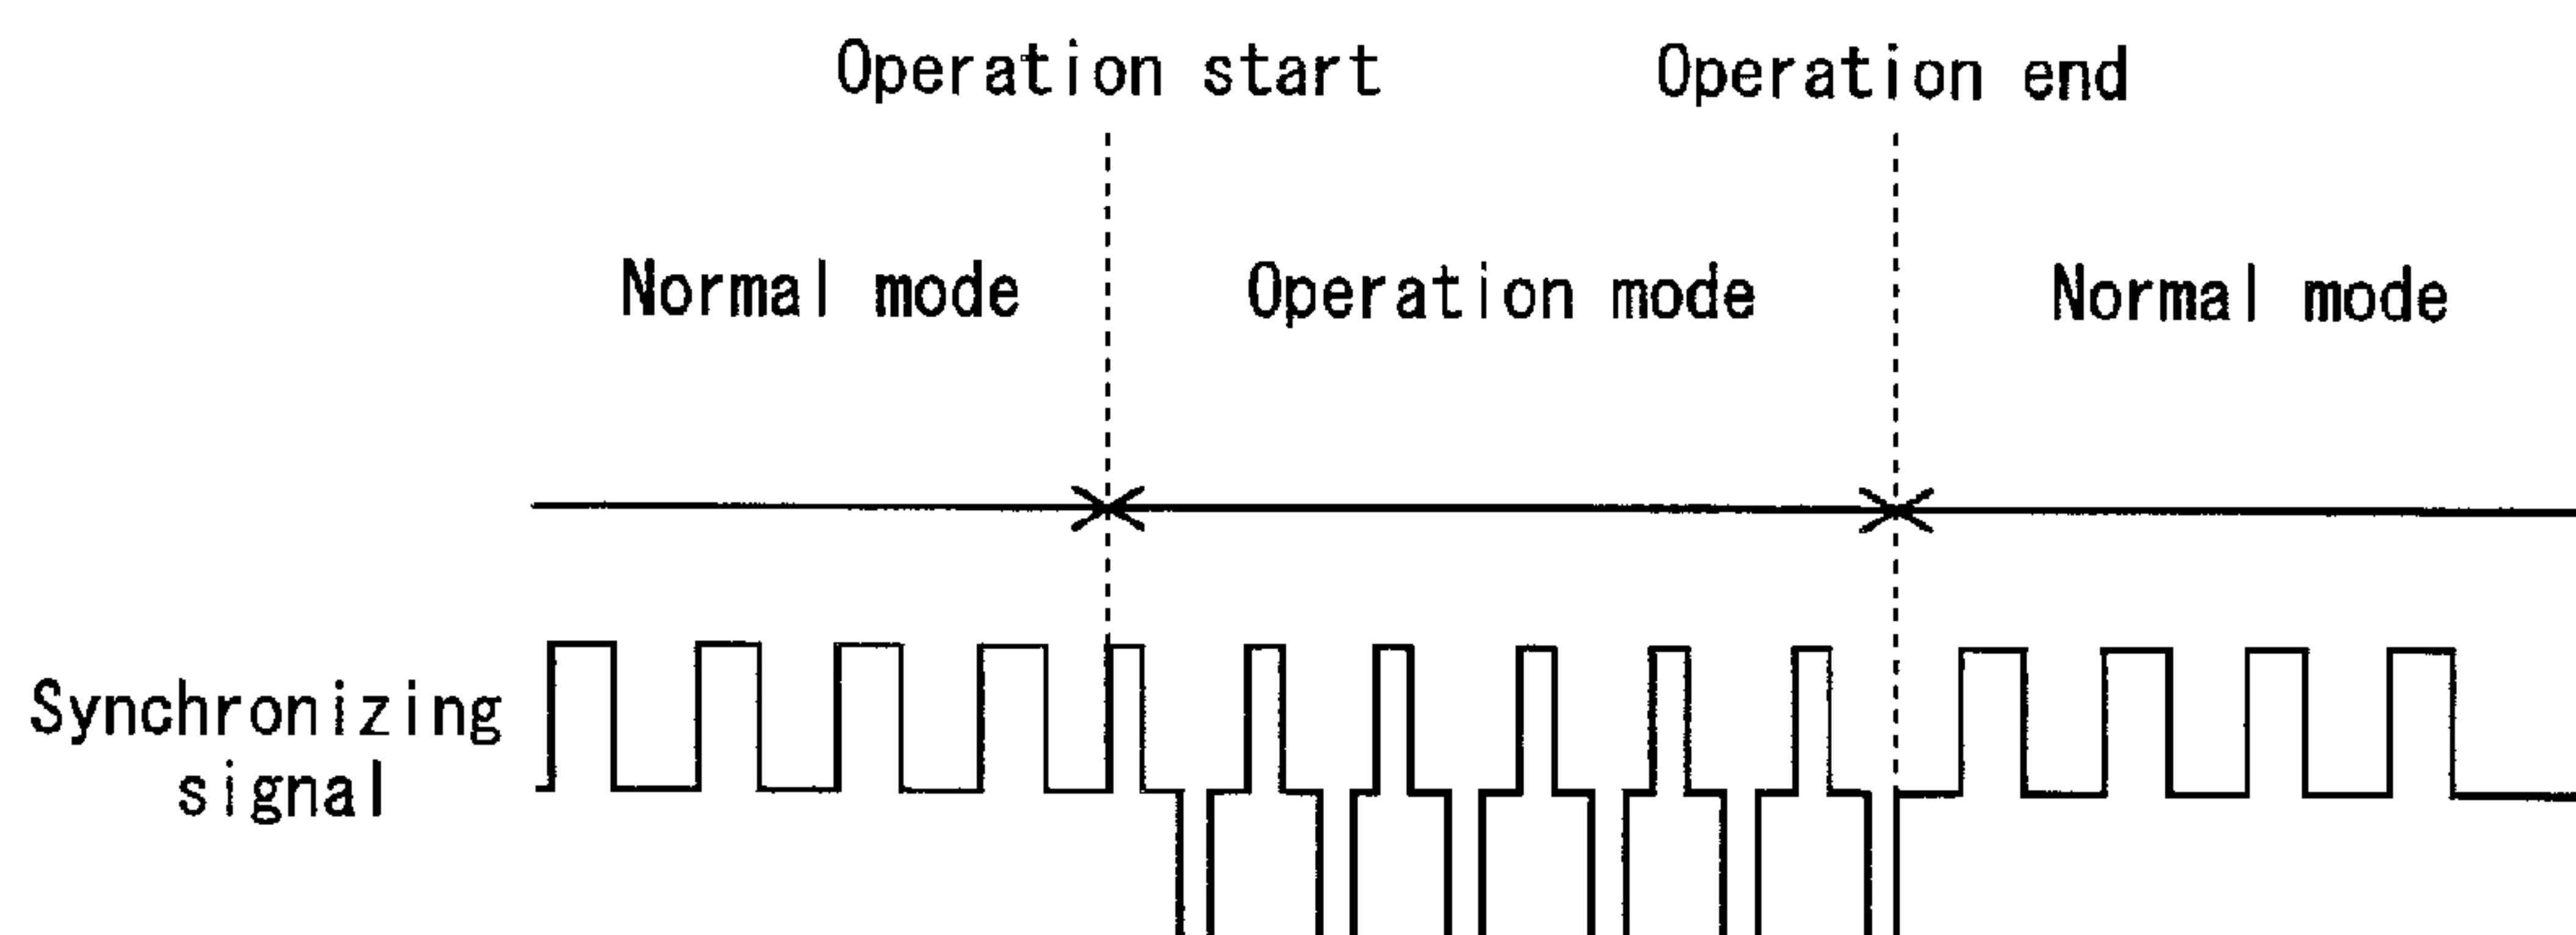 Operation start
Operation end
Normal mode
Operation mode
Normal mode
Synchronizing
signal